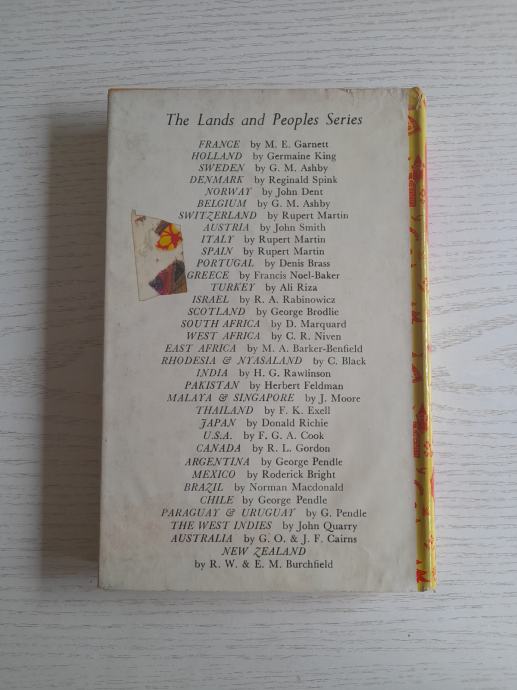 The Lands and Peoples Series
FRANCE by M. E. Garnett
HOLLAND by Germaine King
SWEDEN by G. M. Ashby
DENMARK by Reginald Spink
NORWAY by John Dent
BELGIUM by G. M. Ashby
SWITZERLAND by Rupert Martin
AUSTRIA by John Smith
ITALY by Rupert Martin
SPAIN by Rupert Martin
PORTUGAL by Denis Brass
GREECE by Francis Noel-Baker
TURKEY by Ali Riza
ISRAEL by R. A. Rabinowicz
SCOTLAND by George Brodlie
SOUTH AFRICA by D. Marquard
WEST AFRICA by C. R. Niven
EAST AFRICA by M. A. Barker-Benfield
RHODESIA & NYASALAND by C. Black
INDIA by H. G. Rawlinson
PAKISTAN by Herbert Feldman
MALAYA & SINGAPORE by J. Moore
THAILAND by F. K. Exell
JAPAN by Donald Richie
U.S.A. by F. G. A. Cook
CANADA by R. L. Gordon
ARGENTINA by George Pendle
MEXICO by Roderick Bright
BRAZIL by Norman Macdonald
CHILE by George Pendle
PARAGUAY & URUGUAY by G. Pendle
THE WEST INDIES by John Quarry
AUSTRALIA by G. O. & J. F. Cairns
NEW ZEALAND
by R. W. & E. M. Burchfield